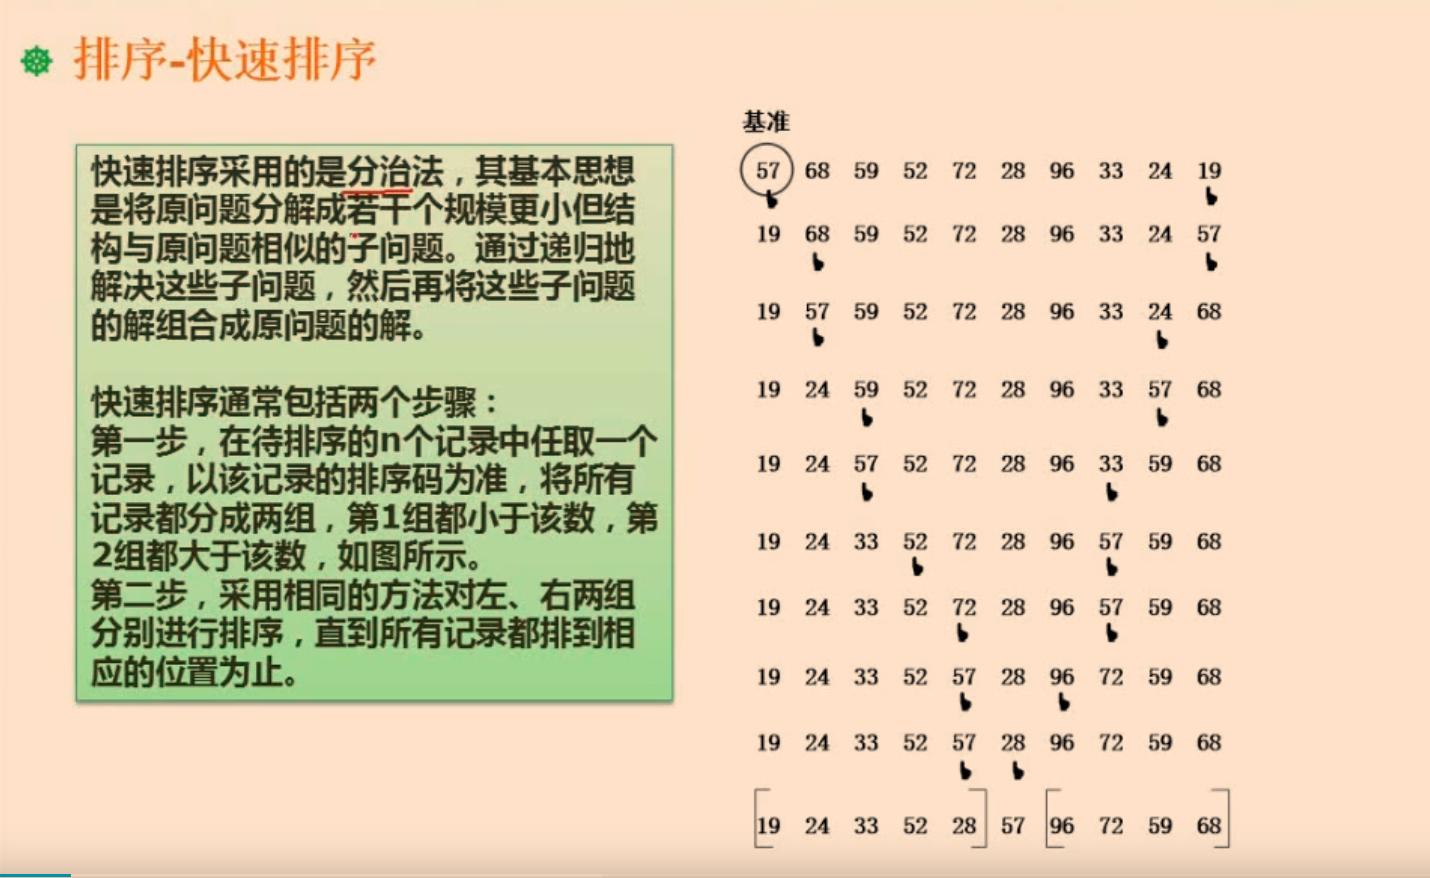 排序-快速排序
快速排序采用的是分治法，其基本思想
是将原问题分解成若干个规模更小但结
构与原问题相似的子问题。通过递归地
解决这些子问题，然后再将这些子问题
的解组合成原问题的解。
快速排序通常包括两个步骤：
第一步，在待排序的n个记录中任取一个
记录，以该记录的排序码为准，将所有
记录都分成两组，第1组都小于该数，第
2组都大于该数，如图所示。
第二步，采用相同的方法对左、右两组
分别进行排序，直到所有记录都排到相
应的位置为止。
基准
57 68 59 52 72 28 96 33 24 19
19 68 59 52 72 28 96 33 24 57
19 57 59 52 72 28 96 33 24 68
19 24 59 52 72 28 96 33 57 68
19 24 57 52 72 28 96 33 59 68
19 24 33 52 72 28 96 57 59 68
19 24 33 52 72 28 96 57 59 68
19 24 33 52 57 28 96 72 59 68
19 24 33 52 57 28 96 72 59 68
[19 24 33 52 28] 57 [96 72 59 68]